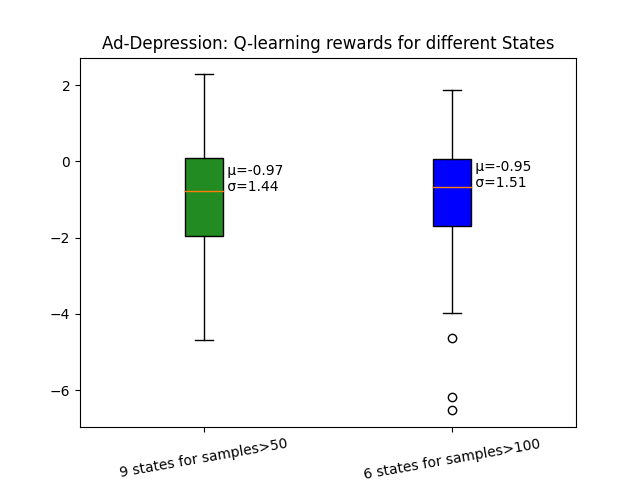 Ad-Depression: Q-learning rewards for different States
2
0
−2
−4
−6
μ=-0.97
σ=1.44
μ=-0.95
σ=1.51
9 states for samples>50
6 states for samples>100